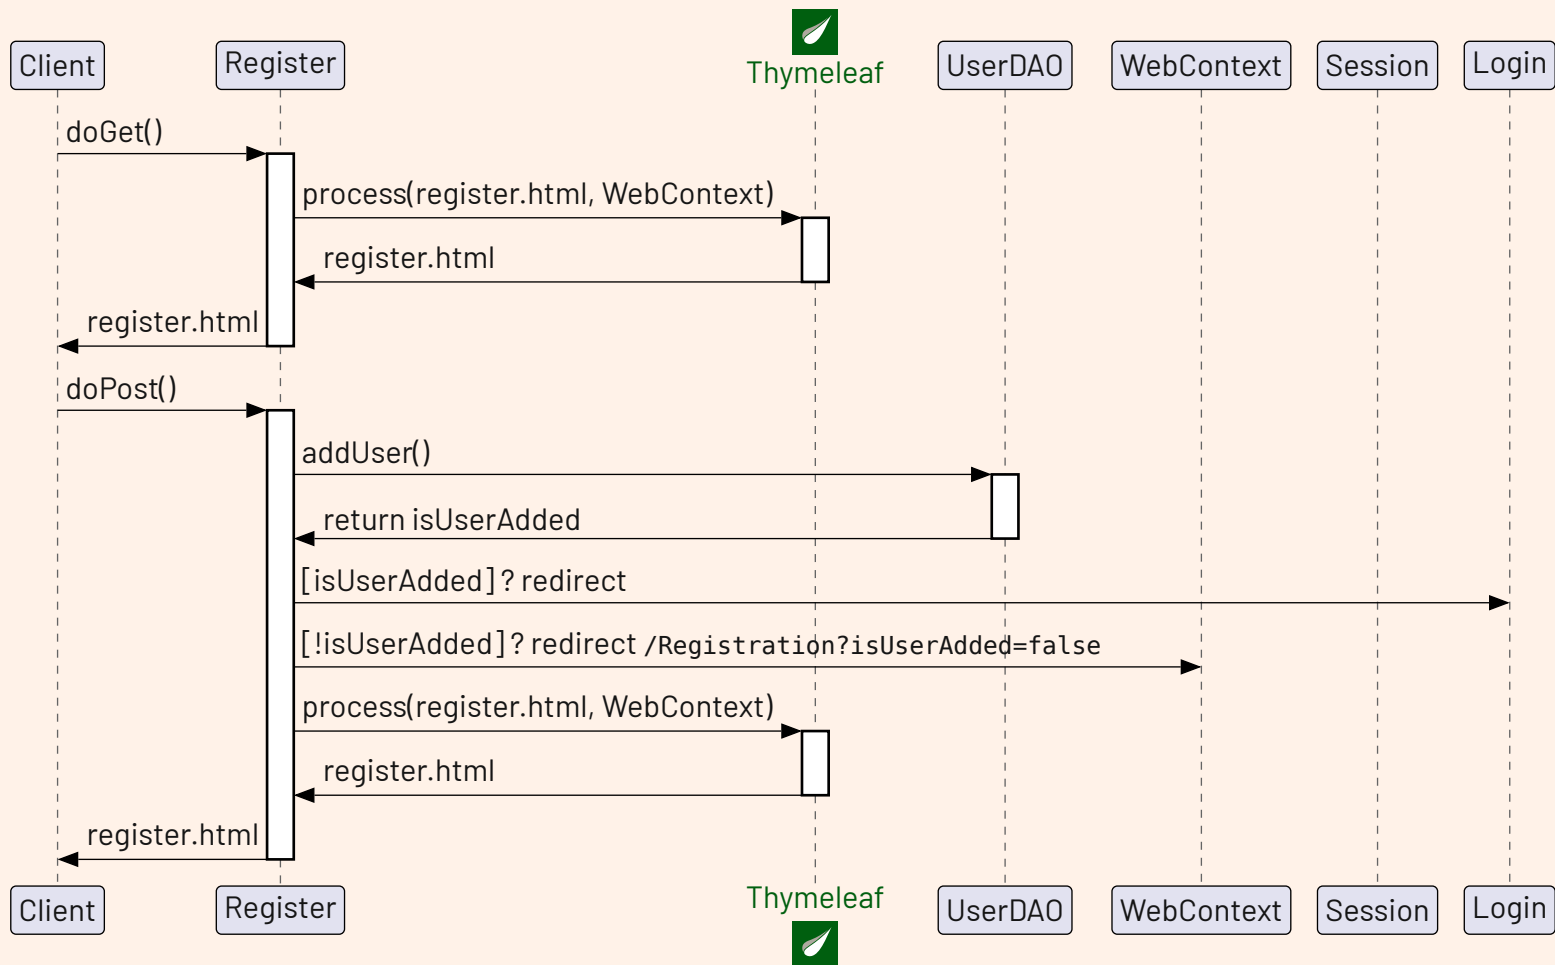 Client
Register
Thymeleaf
UserDAO
WebContext
Session
Login
doGet()
process(register.html, WebContext)
register.html
register.html
doPost()
addUser()
return isUserAdded
[isUserAdded]? redirect
[!isUserAdded]? redirect /Registration?isUserAdded=false
process(register.html, WebContext)
register.html
register.html
Client
Register
Thymeleaf
UserDAO
WebContext
Session
Login